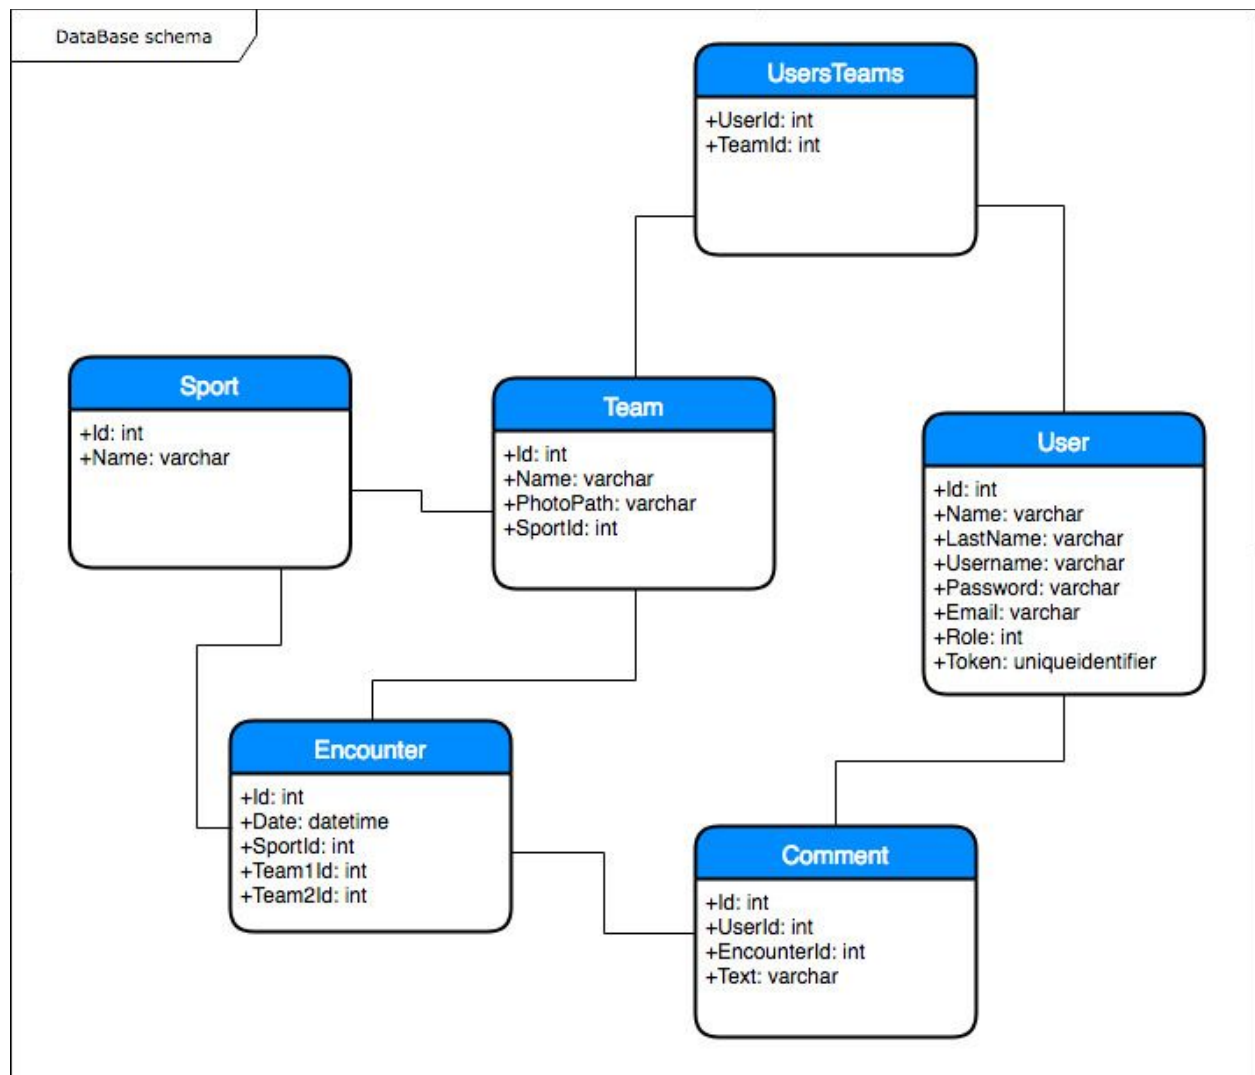 DataBase schema
UsersTeams
+UserId: int
+TeamId: int
Sport
+Id: int
+Name: varchar
Team
+Id: int
+Name: varchar
+PhotoPath: varchar
+SportId: int
User
+Id: int
+Name: varchar
+LastName: varchar
+Username: varchar
+Password: varchar
+Email: varchar
+Role: int
+Token: uniqueidentifier
Encounter
+Id: int
+Date: datetime
+SportId: int
+Team1Id: int
+Team2Id: int
Comment
+Id: int
+UserId: int
+EncounterId: int
+Text: varchar